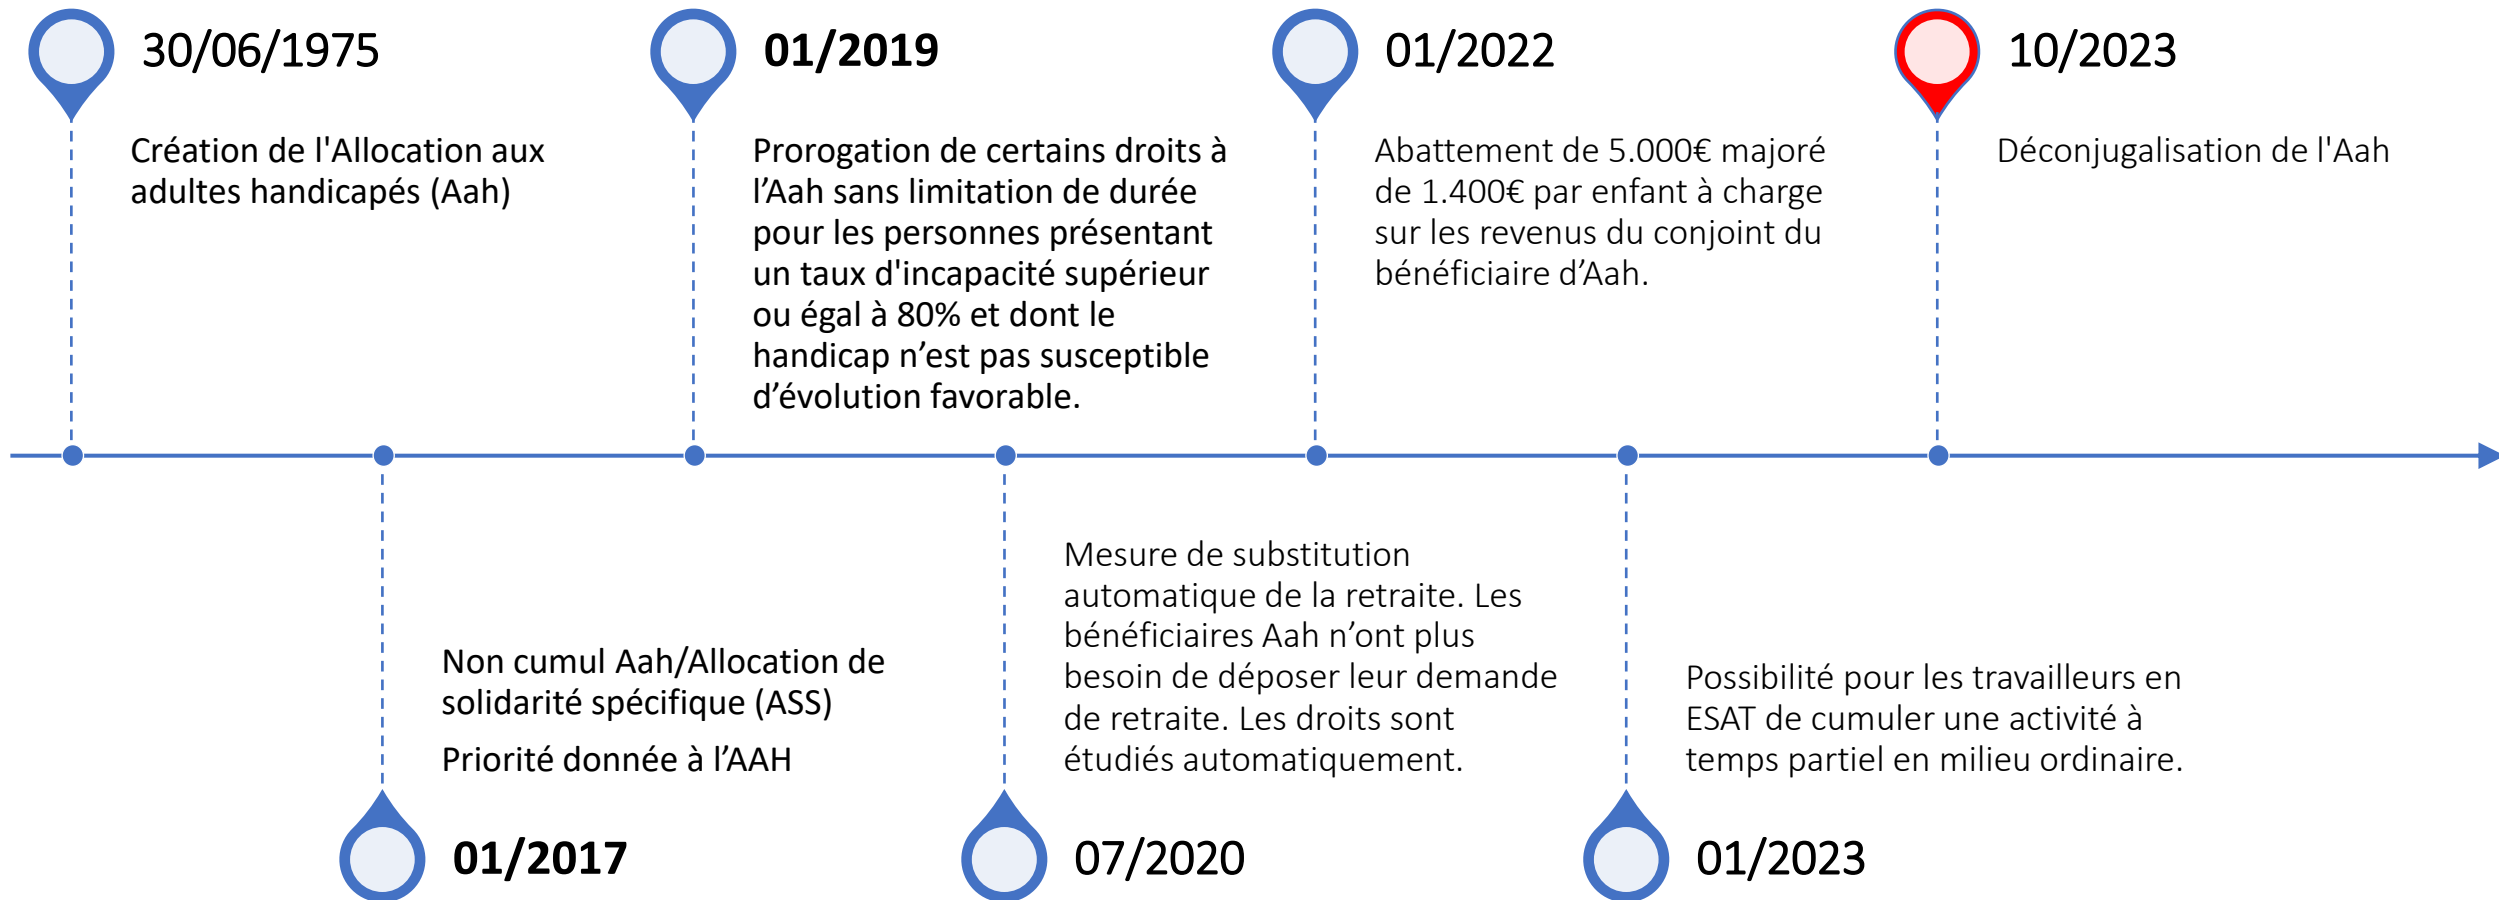 30/06/1975
Création de l'Allocation aux
adultes handicapés (Aah)
01/2019
Prorogation de certains droits à
l’Aah sans limitation de durée
pour les personnes présentant
un taux d'incapacité supérieur
ou égal à 80% et dont le
handicap n’est pas susceptible
d’évolution favorable.
01/2022
Abattement de 5.000€ majoré
de 1.400€ par enfant à charge
sur les revenus du conjoint du
bénéficiaire d’Aah.
10/2023
Déconjugalisation de l'Aah
Non cumul Aah/Allocation de
solidarité spécifique (ASS)
Priorité donnée à l’AAH
01/2017
Mesure de substitution
automatique de la retraite. Les
bénéficiaires Aah n’ont plus
besoin de déposer leur demande
de retraite. Les droits sont
étudiés automatiquement.
07/2020
Possibilité pour les travailleurs en
ESAT de cumuler une activité à
temps partiel en milieu ordinaire.
01/2023